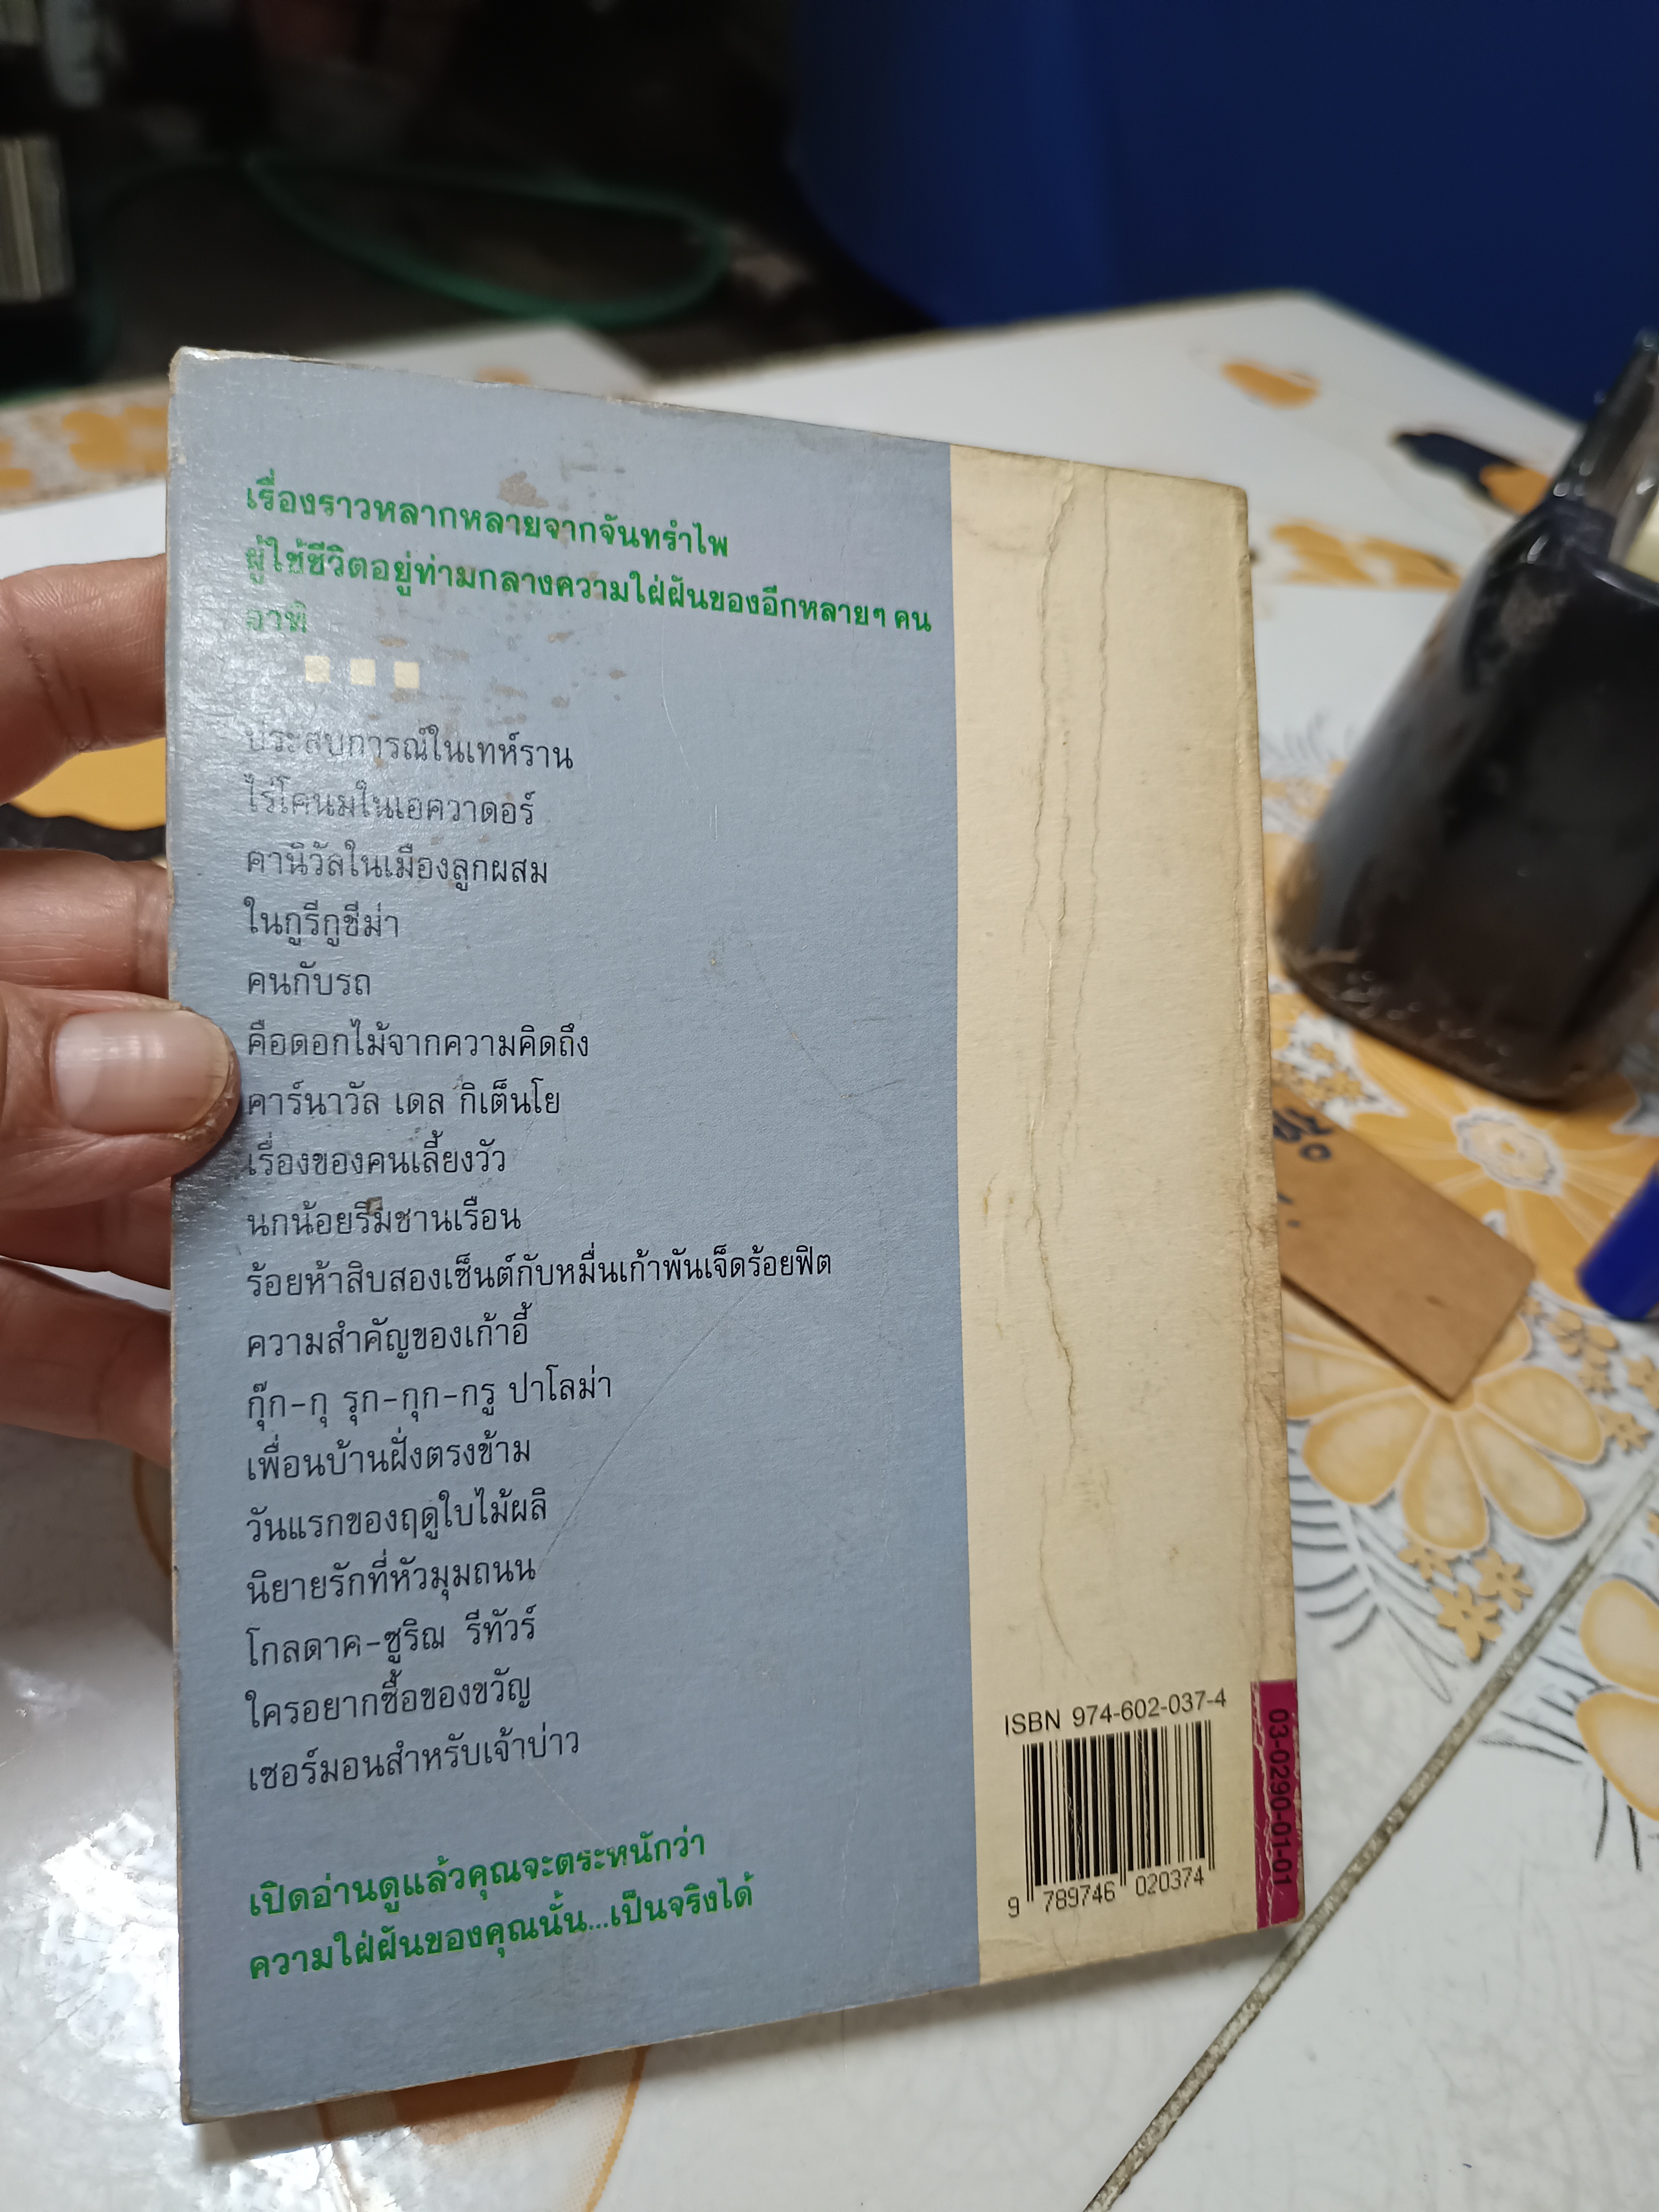 เรื่องราวหลากหลายจากจันทรำไพ
ผู้ใช้ชีวิตอยู่ท่ามกลางความใฝ่ฝันของอีกหลายๆ คน
อาทิ
ประสบการณ์ในเทห์ราน
ไร่โคนมในเอควาดอร์
คานิวัลในเมืองลูกผสม
ในกูรีกูชีม่า
คนกับรถ
คือดอกไม้จากความคิดถึง
คาร์นาวัล เดล กิเต็นโย
เรื่องของคนเลี้ยงวัว
นกน้อยริมชานเรือน
ร้อยห้าสิบสองเซ็นต์กับหมื่นเก้าพันเจ็ดร้อยฟิต
ความสำคัญของเก้าอี้
กุ๊ก-กุ รุก-กุก-กรู ปาโลม่า
เพื่อนบ้านฝั่งตรงข้าม
วันแรกของฤดูใบไม้ผลิ
นิยายรักที่หัวมุมถนน
โกลดาค-ซูริฌ รีทัวร์
ใครอยากซื้อของขวัญ
เซอร์มอนสำหรับเจ้าบ่าว
เปิดอ่านดูแล้วคุณจะตระหนักว่า
ความใฝ่ฝันของคุณนั้น...เป็นจริงได้
ISBN 974-602-037-4
9 789746 020374
03-0290-01-01